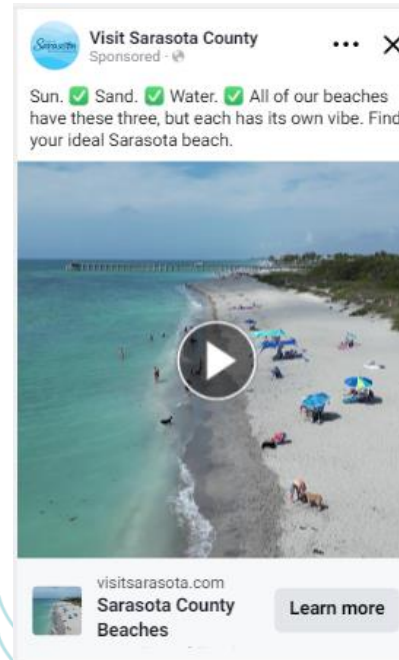 Sarasota
Visit Sarasota County
Sponsored ·
Sun. ✅ Sand. ✅ Water. ✅ All of our beaches
have these three, but each has its own vibe. Find
your ideal Sarasota beach.
visitsarasota.com
Sarasota County
Beaches
Learn more